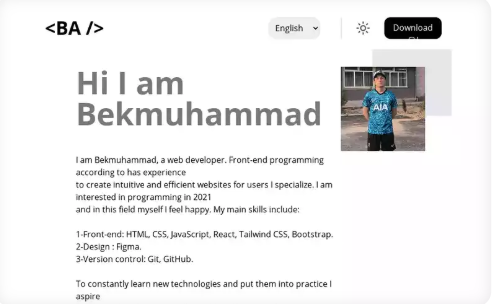 <BA />
English
Download
Hi I am
Bekmuhammad
AIA
I am Bekmuhammad, a web developer. Front-end programming
according to has experience
to create intuitive and efficient websites for users I specialize. I am
interested in programming in 2021
and in this field myself I feel happy. My main skills include:
1-Front-end: HTML, CSS, JavaScript, React, Tailwind CSS, Bootstrap.
2-Design : Figma.
3-Version control: Git, GitHub.
To constantly learn new technologies and put them into practice I
aspire